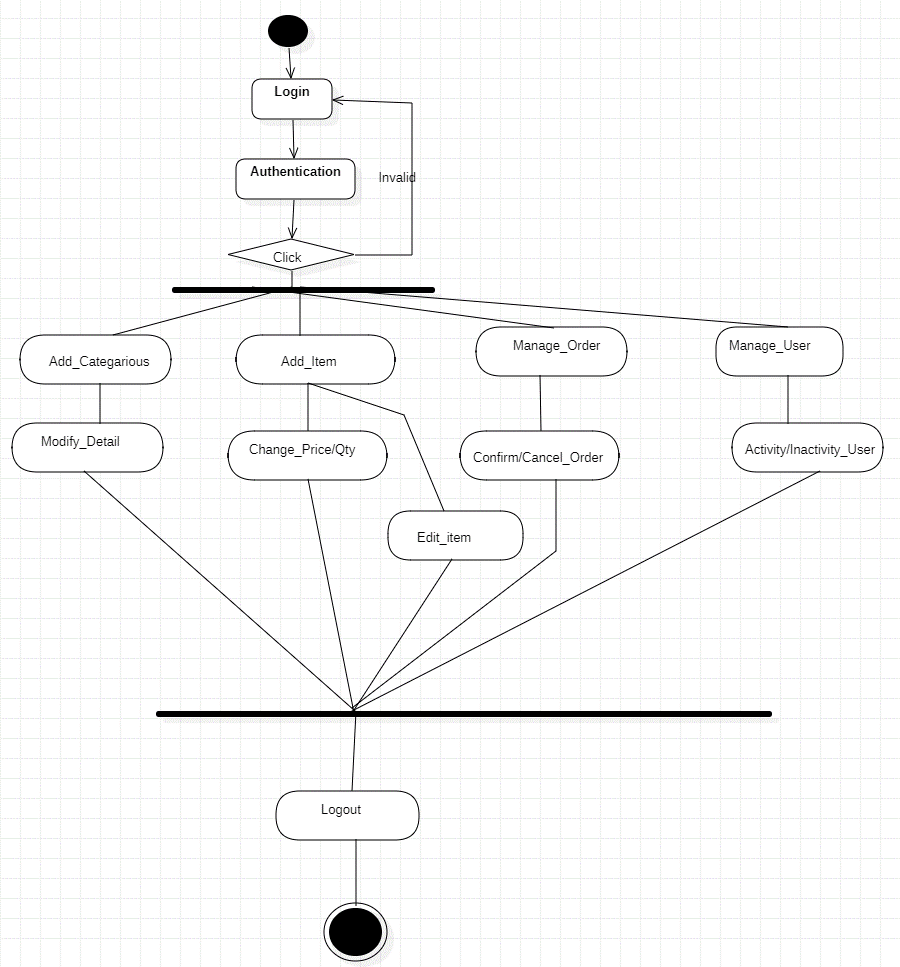 Login
Authentication
Invalid
Click
Add_Categarious
Add_Item
Manage_Order
Manage_User
Modify_Detail
Change_Price/Qty
Confirm/Cancel_Order
Activity/Inactivity_User
Edit_item
Logout